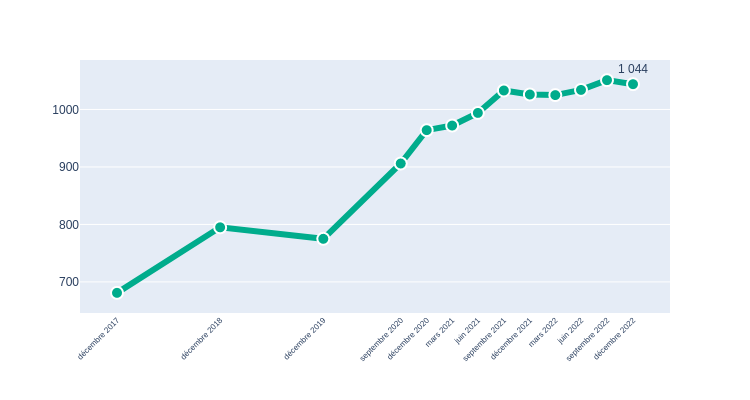 1 044
1000
900
800
700
décembre 2017
décembre 2018
décembre 2019
septembre 2020
décembre 2020
mars 2021
juin 2021
septembre 2021
décembre 2021
mars 2022
juin 2022
septembre 2022
décembre 2022